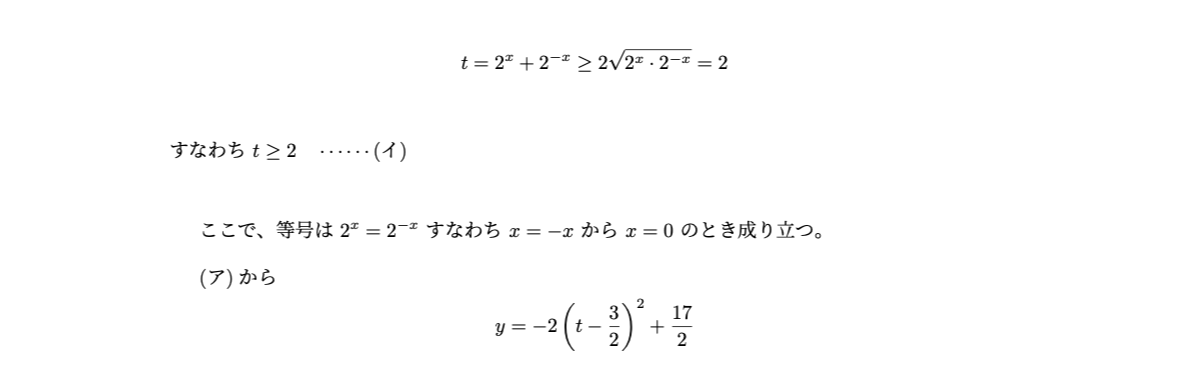 t = 2^x + 2^{-x} ≥ 2√(2^x · 2^{-x}) = 2
すなわち t ≥ 2 ······(イ)
ここで、等号は 2^x = 2^{-x} すなわち x = −x から x = 0 のとき成り立つ。
(ア) から
y = −2(t − 3/2)^2 + 17/2